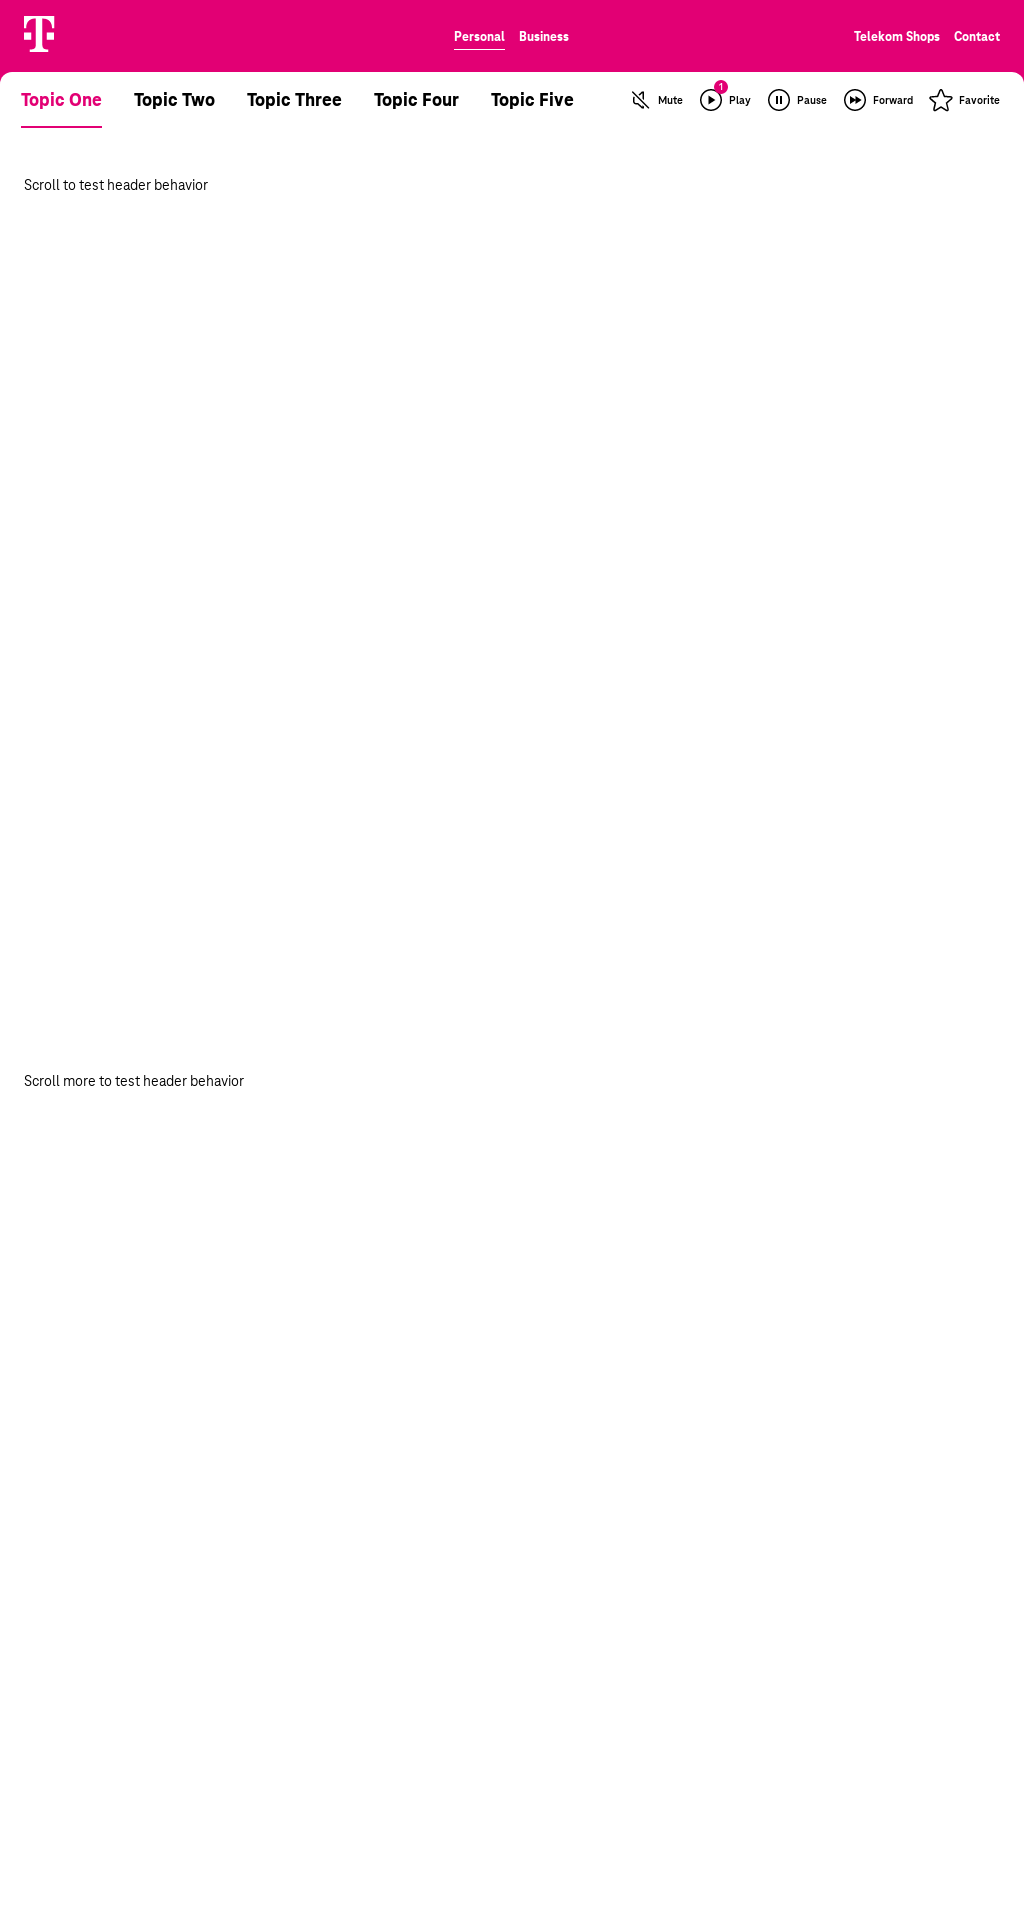 T
Personal Business
Telekom Shops Contact
Topic One Topic Two Topic Three Topic Four Topic Five
Mute 1 Play Pause Forward Favorite
Scroll to test header behavior
Scroll more to test header behavior